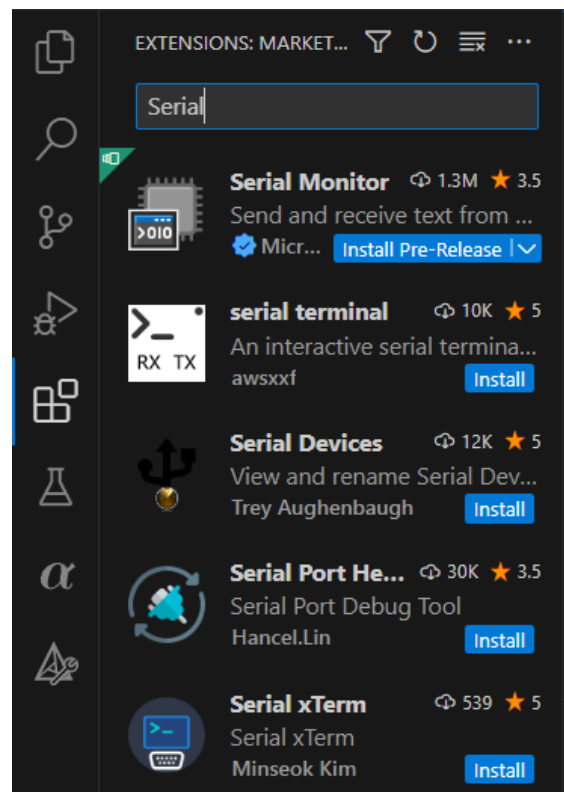 EXTENSIONS: MARKET...
Serial
Serial Monitor 1.3M 3.5
Send and receive text from ...
Micr... Install Pre-Release
serial terminal 10K 5
An interactive serial termina...
awsxxf Install
Serial Devices 12K 5
View and rename Serial Dev...
Trey Aughenbaugh Install
Serial Port He... 30K 3.5
Serial Port Debug Tool
Hancel.Lin Install
Serial xTerm 539 5
Serial xTerm
Minseok Kim Install
>010
>_
RX TX
α
>_